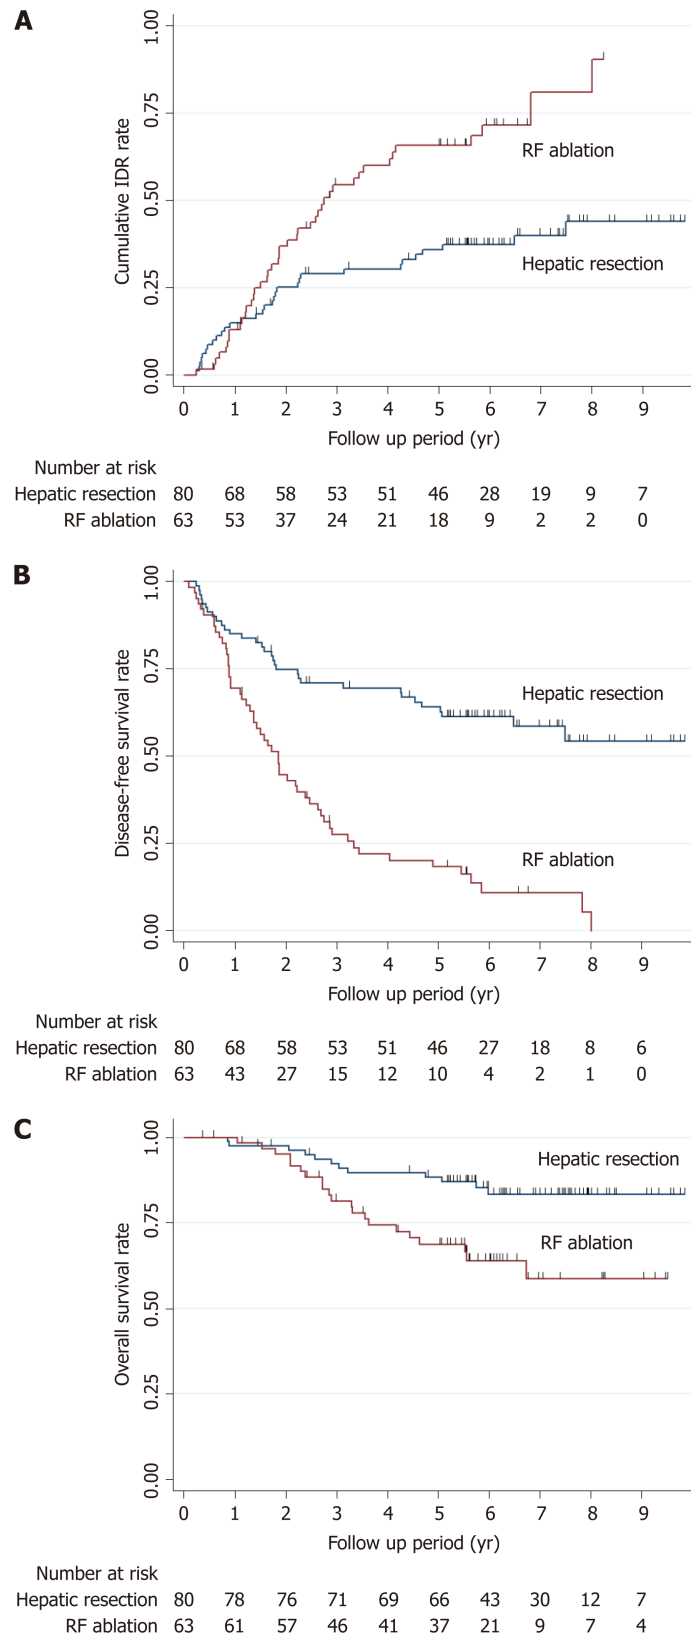 A
1.00
0.75
0.50
0.25
0.00
Cumulative IDR rate
RF ablation
Hepatic resection
0 1 2 3 4 5 6 7 8 9
Follow up period (yr)
Number at risk
Hepatic resection 80 68 58 53 51 46 28 19 9 7
RF ablation 63 53 37 24 21 18 9 2 2 0
B
1.00
0.75
0.50
0.25
0.00
Disease-free survival rate
Hepatic resection
RF ablation
0 1 2 3 4 5 6 7 8 9
Follow up period (yr)
Number at risk
Hepatic resection 80 68 58 53 51 46 27 18 8 6
RF ablation 63 43 27 15 12 10 4 2 1 0
C
1.00
0.75
0.50
0.25
0.00
Overall survival rate
Hepatic resection
RF ablation
0 1 2 3 4 5 6 7 8 9
Follow up period (yr)
Number at risk
Hepatic resection 80 78 76 71 69 66 43 30 12 7
RF ablation 63 61 57 46 41 37 21 9 7 4